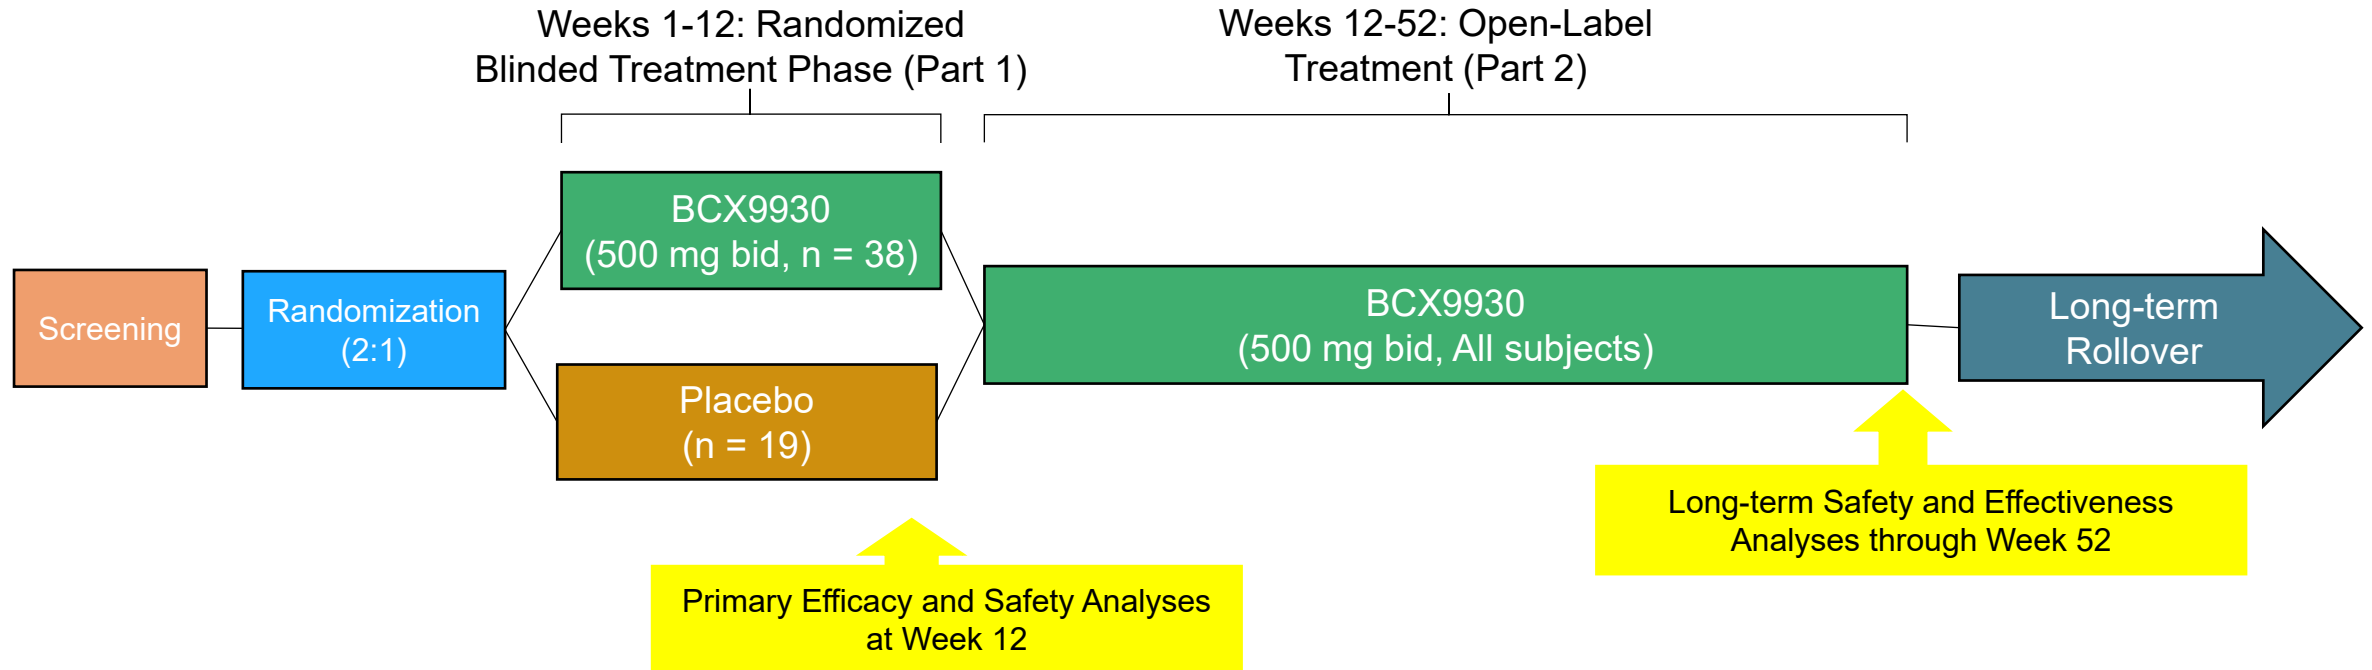 Weeks 1-12: Randomized
Blinded Treatment Phase (Part 1)
Weeks 12-52: Open-Label
Treatment (Part 2)
Screening
Randomization
(2:1)
BCX9930
(500 mg bid, n = 38)
Placebo
(n = 19)
BCX9930
(500 mg bid, All subjects)
Long-term
Rollover
Primary Efficacy and Safety Analyses
at Week 12
Long-term Safety and Effectiveness
Analyses through Week 52